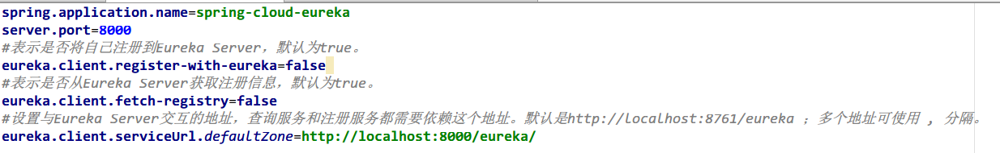 spring.application.name=spring-cloud-eureka
server.port=8000
#表示是否将自己注册到Eureka Server，默认为true。
eureka.client.register-with-eureka=false
#表示是否从Eureka Server获取注册信息，默认为true。
eureka.client.fetch-registry=false
#设置与Eureka Server交互的地址，查询服务和注册服务都需要依赖这个地址。默认是http://localhost:8761/eureka ；多个地址可使用 , 分隔。
eureka.client.serviceUrl.defaultZone=http://localhost:8000/eureka/